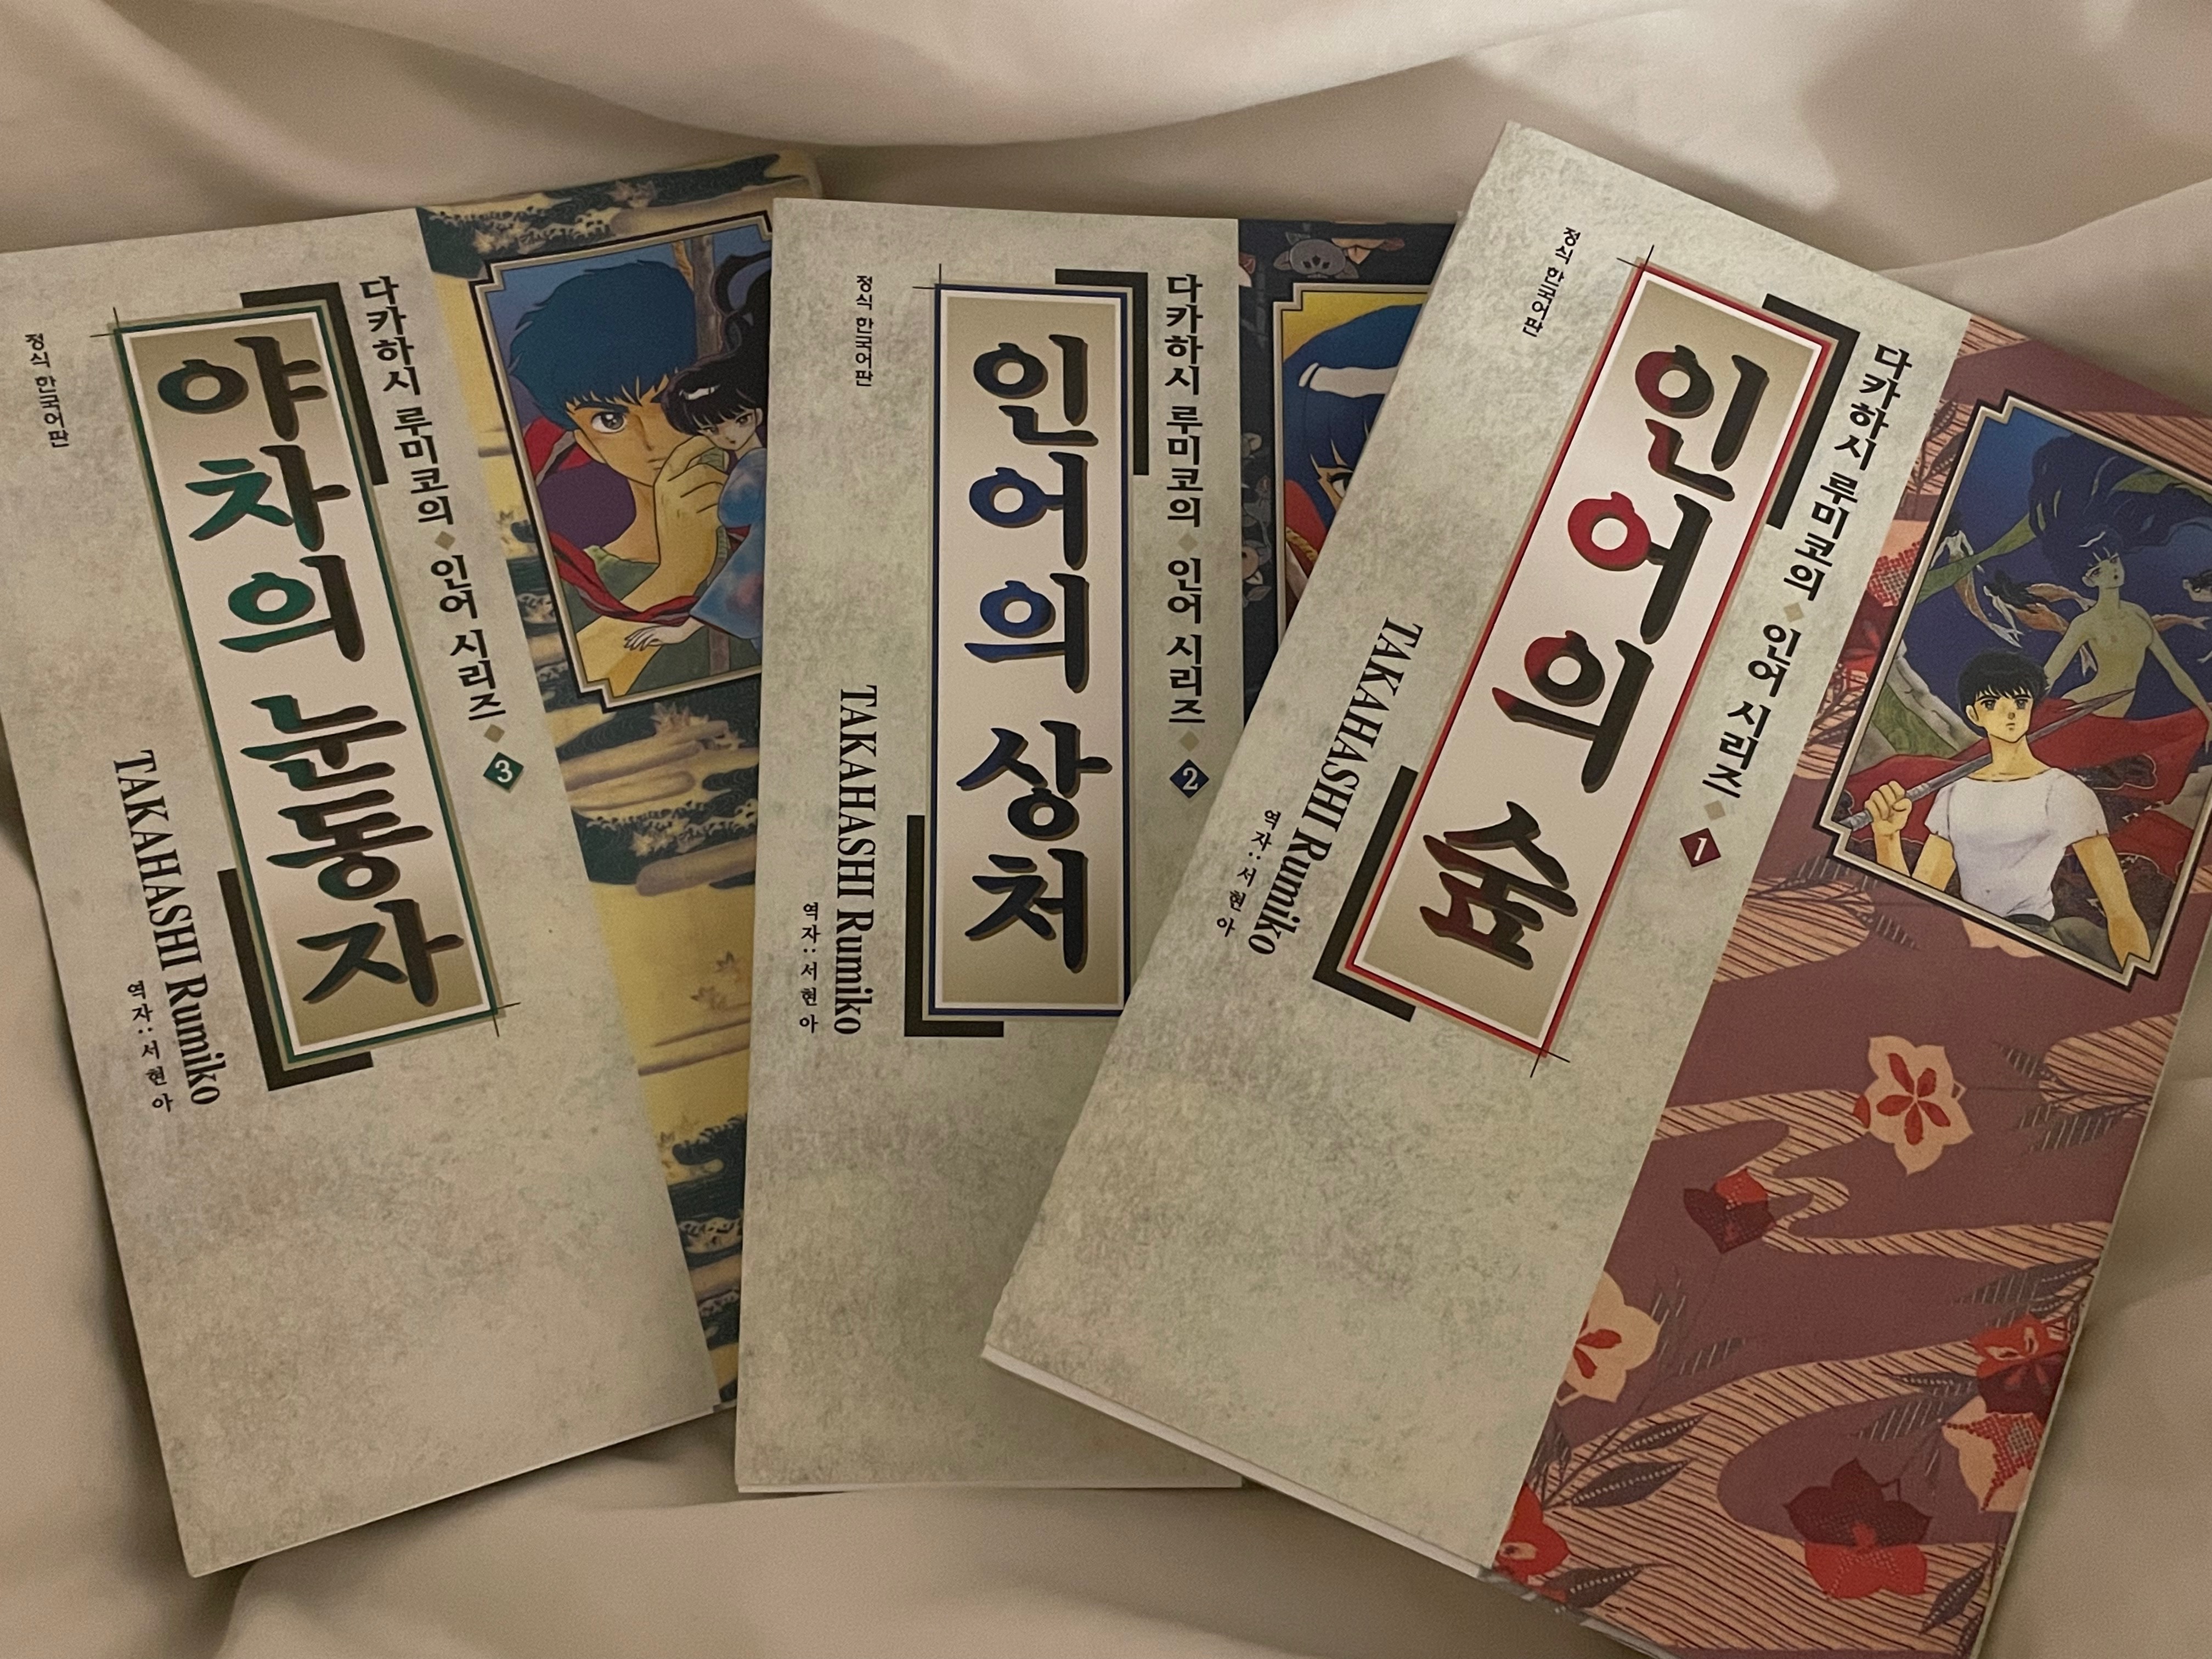 정식 한국어판
야차의 눈동자
다카하시 루미코의 ◆ 인어 시리즈 ◆ 3
TAKAHASHI Rumiko
역자 : 서현아
정식 한국어판
인어의 상처
다카하시 루미코의 ◆ 인어 시리즈 ◆ 2
TAKAHASHI Rumiko
역자 : 서현아
정식 한국어판
인어의 숲
다카하시 루미코의 ◆ 인어 시리즈 ◆ 1
TAKAHASHI Rumiko
역자 : 서현아